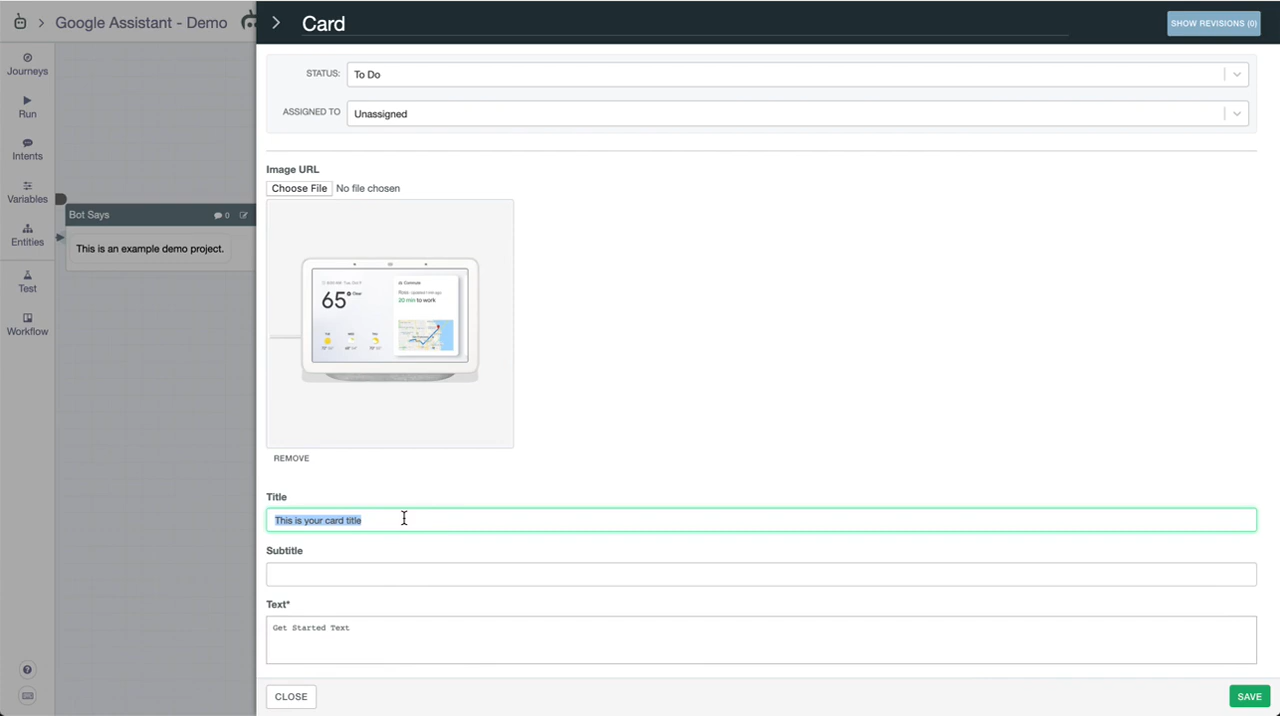 Google Assistant - Demo
Card
SHOW REVISIONS (0)
Journeys
Run
Intents
Variables
Entities
Test
Workflow
Bot Says
0
This is an example demo project.
STATUS:
To Do
ASSIGNED TO
Unassigned
Image URL
Choose File No file chosen
65
Clear
Commute
20 min to work
REMOVE
Title
This is your card title
Subtitle
Text*
Get Started Text
CLOSE
SAVE